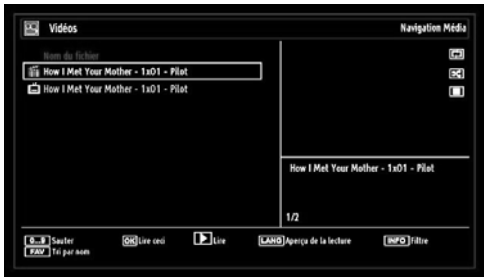 Vidéos
Navigation Média
Nom du fichier
How I Met Your Mother - 1x01 - Pilot
How I Met Your Mother - 1x01 - Pilot
How I Met Your Mother - 1x01 - Pilot
1/2
0...9 Sauter
OK Lire ceci
Lire
LANG Aperçu de la lecture
INFO Filtre
FAV Tri par nom